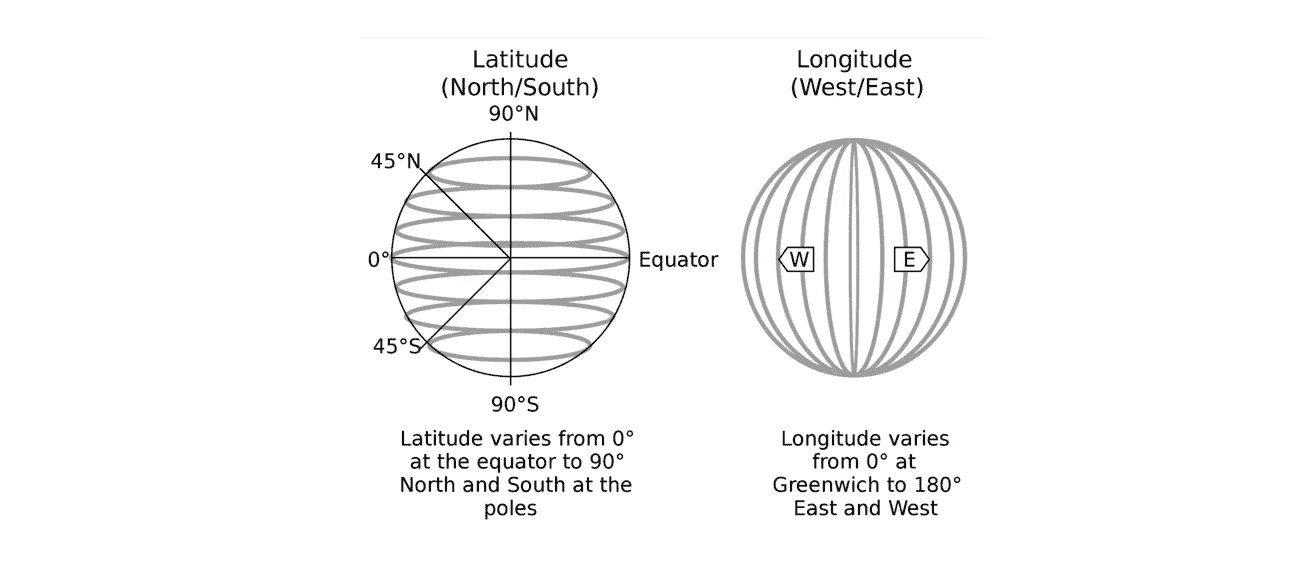 Latitude
(North/South)
90°N
45°N
0°
Equator
45°S
90°S
Latitude varies from 0°
at the equator to 90°
North and South at the
poles
Longitude
(West/East)
W
E
Longitude varies
from 0° at
Greenwich to 180°
East and West